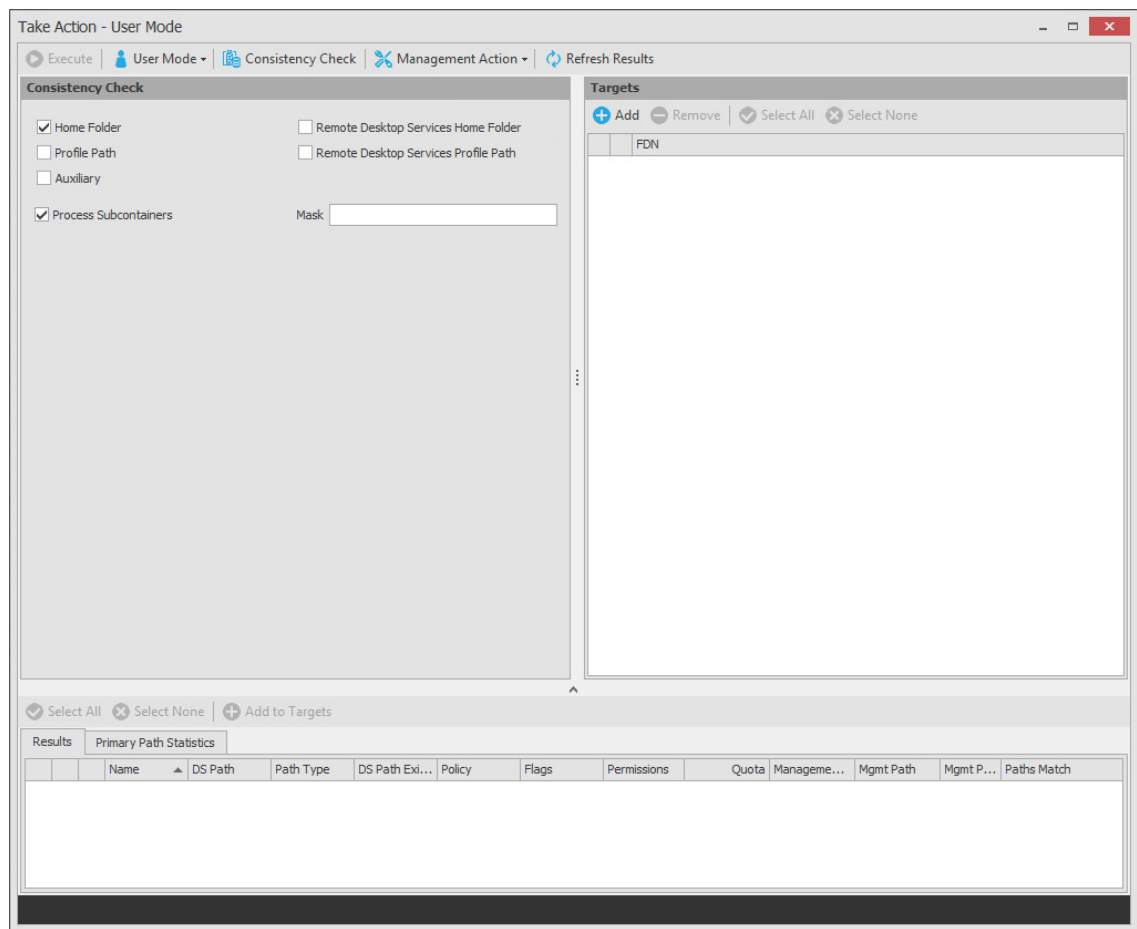 Take Action - User Mode
Execute User Mode Consistency Check Management Action Refresh Results
Consistency Check
Home Folder Remote Desktop Services Home Folder
Profile Path Remote Desktop Services Profile Path
Auxiliary
Process Subcontainers Mask
Targets
Add Remove Select All Select None
FDN
Select All Select None Add to Targets
Results Primary Path Statistics
Name DS Path Path Type DS Path Exi... Policy Flags Permissions Quota Manageme... Mgmt Path Mgmt P... Paths Match